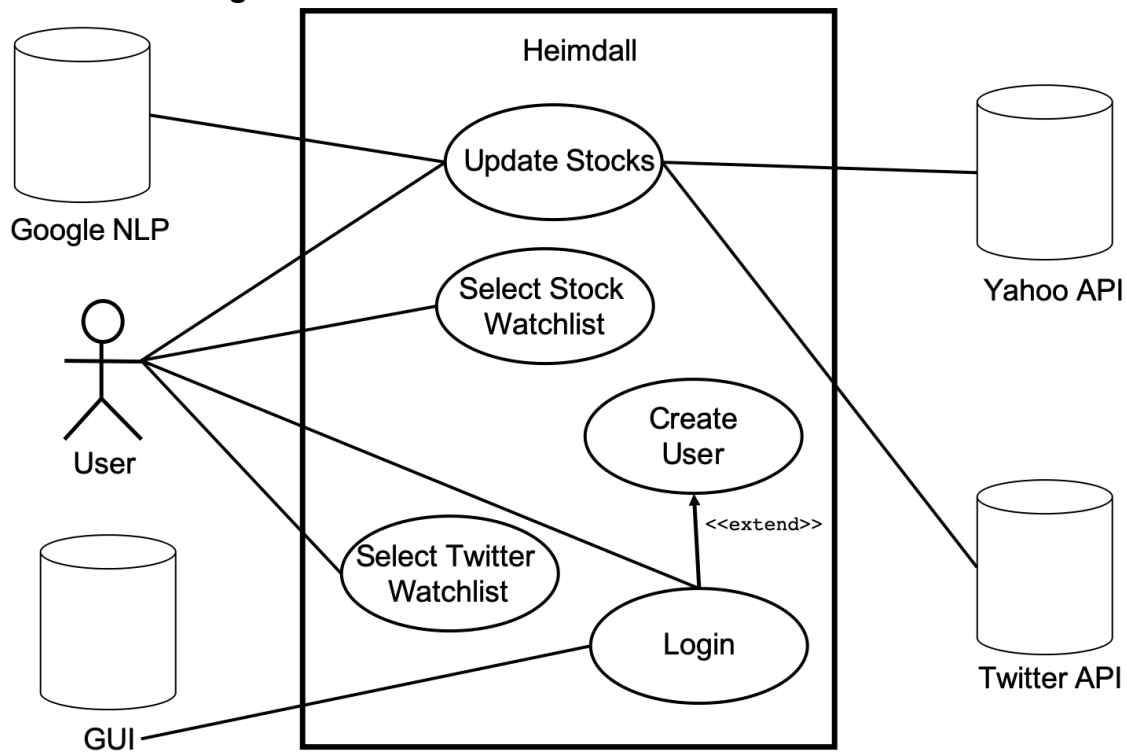 Heimdall
Update Stocks
Google NLP
Select Stock
Watchlist
Yahoo API
Create
User
User
<<extend>>
Select Twitter
Watchlist
Login
Twitter API
GUI